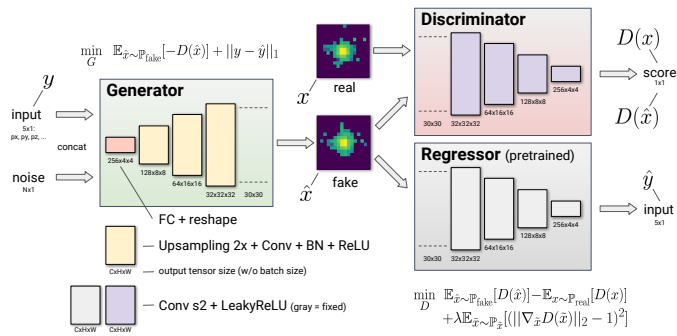 min_G 𝔼_{x̂∼ℙ_fake}[−D(x̂)] + ||y − ŷ||_1
y
input
5x1:
px, py, pz, ...
concat
noise
Nx1
Generator
256x4x4
128x8x8
64x16x16
32x32x32
30x30
FC + reshape
CxHxW
Upsampling 2x + Conv + BN + ReLU
output tensor size (w/o batch size)
CxHxW
CxHxW
Conv s2 + LeakyReLU (gray = fixed)
x
real
x̂
fake
Discriminator
30x30
32x32x32
64x16x16
128x8x8
256x4x4
D(x)
score
1x1
D(x̂)
Regressor (pretrained)
30x30
32x32x32
64x16x16
128x8x8
256x4x4
ŷ
input
5x1
min_D 𝔼_{x̂∼ℙ_fake}[D(x̂)]−𝔼_{x∼ℙ_real}[D(x)]
+λ𝔼_{x̃∼ℙ_x̃}[(||∇_x̃ D(x̃)||_2 − 1)^2]